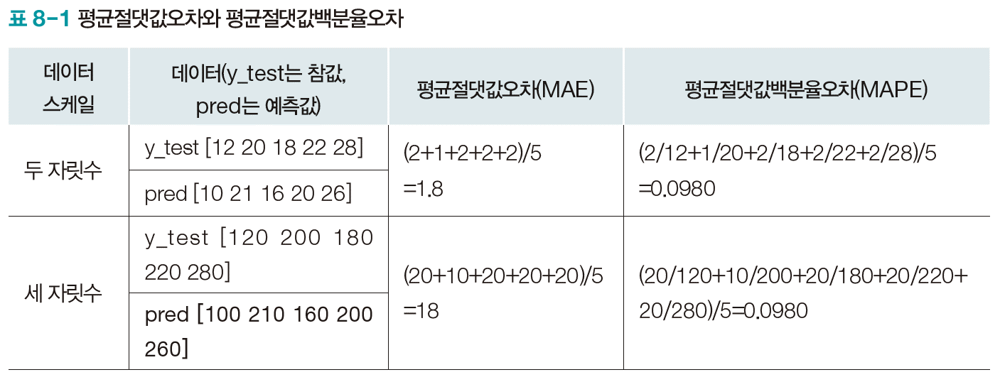 표 8-1 평균절댓값오차와 평균절댓값백분율오차
데이터
스케일
데이터(y_test는 참값,
pred는 예측값)
평균절댓값오차(MAE)
평균절댓값백분율오차(MAPE)
두 자릿수
y_test [12 20 18 22 28]
pred [10 21 16 20 26]
(2+1+2+2+2)/5
=1.8
(2/12+1/20+2/18+2/22+2/28)/5
=0.0980
세 자릿수
y_test [120 200 180
220 280]
pred [100 210 160 200
260]
(20+10+20+20+20)/5
=18
(20/120+10/200+20/180+20/220+
20/280)/5=0.0980